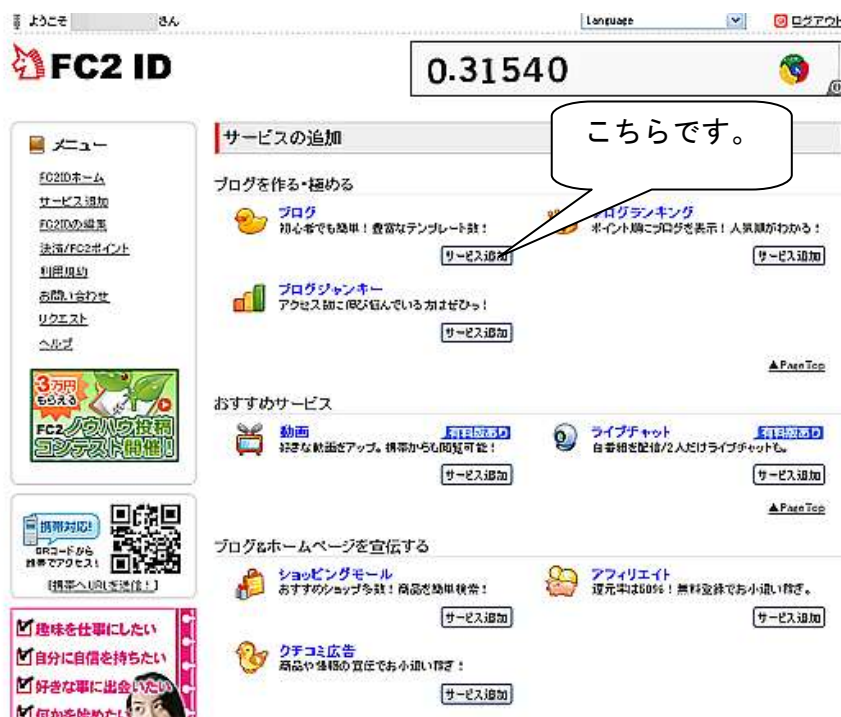 ようこそ さん
Language
ログアウト
FC2 ID
0.31540
こちらです。
メニュー
FC2IDホーム
サービス追加
FC2IDの編集
決済/FC2ポイント
利用規約
お問い合わせ
リクエスト
ヘルプ
3万円
もらえる
FC2ノウハウ投稿
コンテスト開催!
携帯対応!
QRコードから
携帯でアクセス!
[携帯へURLを送信!]
趣味を仕事にしたい
自分に自信を持ちたい
好きな事に出会いたい
何かを始めたい
サービスの追加
ブログを作る・極める
ブログ
初心者でも簡単!豊富なテンプレート数!
サービス追加
ブログランキング
ポイント順にブログを表示!人気順がわかる!
サービス追加
ブログジャンキー
アクセス数に伸び悩んでいる方はぜひっ!
サービス追加
▲PageTop
おすすめサービス
動画 有料版あり
好きな動画をアップ。携帯からも閲覧可能!
サービス追加
ライブチャット 有料版あり
自番組を配信/2人だけライブチャットも。
サービス追加
▲PageTop
ブログ&ホームページを宣伝する
ショッピングモール
おすすめショップ多数!商品を簡単検索!
サービス追加
アフィリエイト
還元率は60%!無料登録でお小遣い稼ぎ。
サービス追加
クチコミ広告
商品や情報の宣伝でお小遣い稼ぎ!
サービス追加